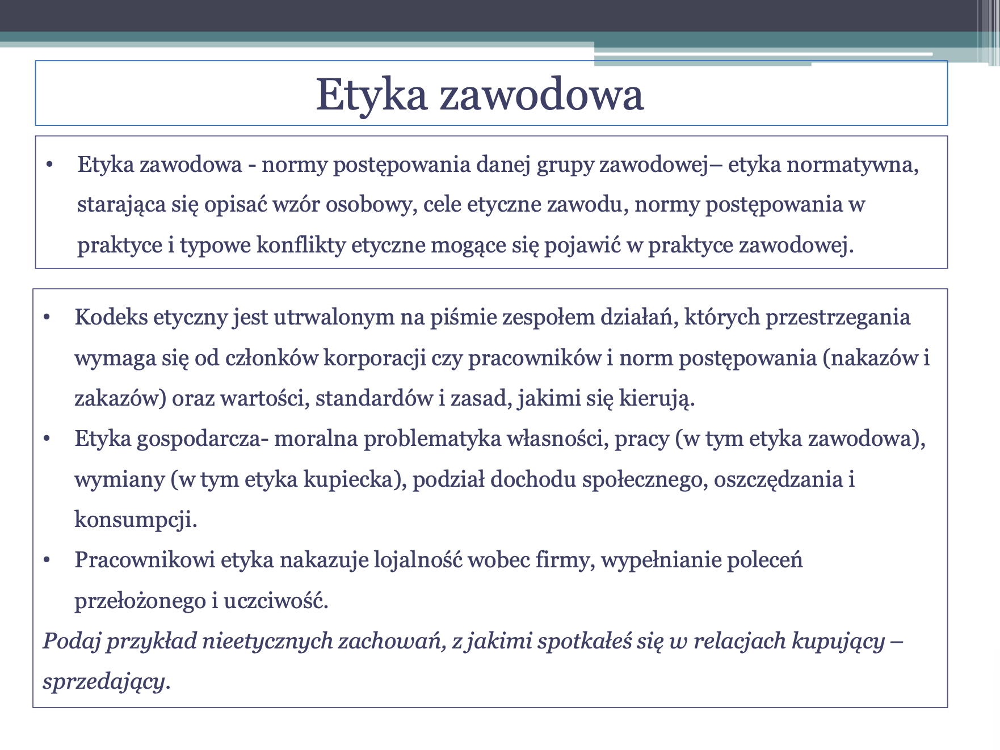 Etyka zawodowa
• Etyka zawodowa - normy postępowania danej grupy zawodowej– etyka normatywna,
starająca się opisać wzór osobowy, cele etyczne zawodu, normy postępowania w
praktyce i typowe konflikty etyczne mogące się pojawić w praktyce zawodowej.
• Kodeks etyczny jest utrwalonym na piśmie zespołem działań, których przestrzegania
wymaga się od członków korporacji czy pracowników i norm postępowania (nakazów i
zakazów) oraz wartości, standardów i zasad, jakimi się kierują.
• Etyka gospodarcza- moralna problematyka własności, pracy (w tym etyka zawodowa),
wymiany (w tym etyka kupiecka), podział dochodu społecznego, oszczędzania i
konsumpcji.
• Pracownikowi etyka nakazuje lojalność wobec firmy, wypełnianie poleceń
przełożonego i uczciwość.
Podaj przykład nieetycznych zachowań, z jakimi spotkałeś się w relacjach kupujący –
sprzedający.